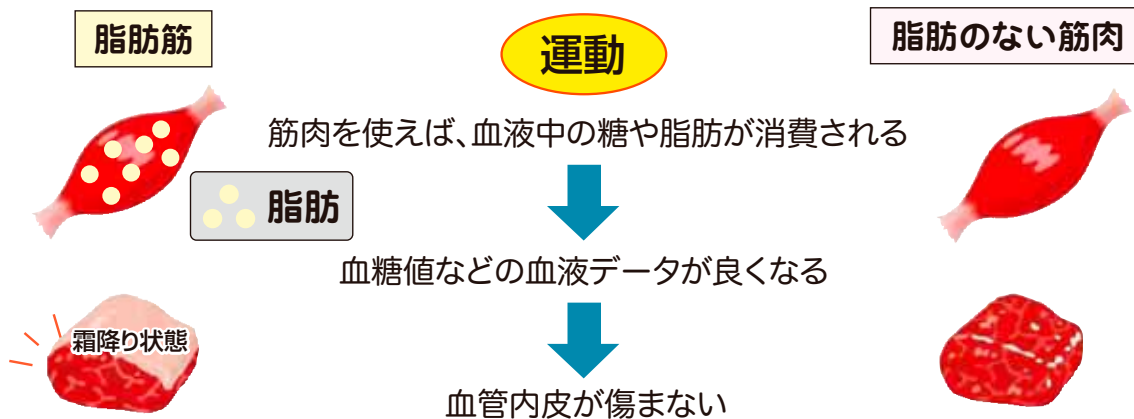 脂肪筋
運動
脂肪のない筋肉
筋肉を使えば、血液中の糖や脂肪が消費される
脂肪
血糖値などの血液データが良くなる
霜降り状態
血管内皮が傷まない